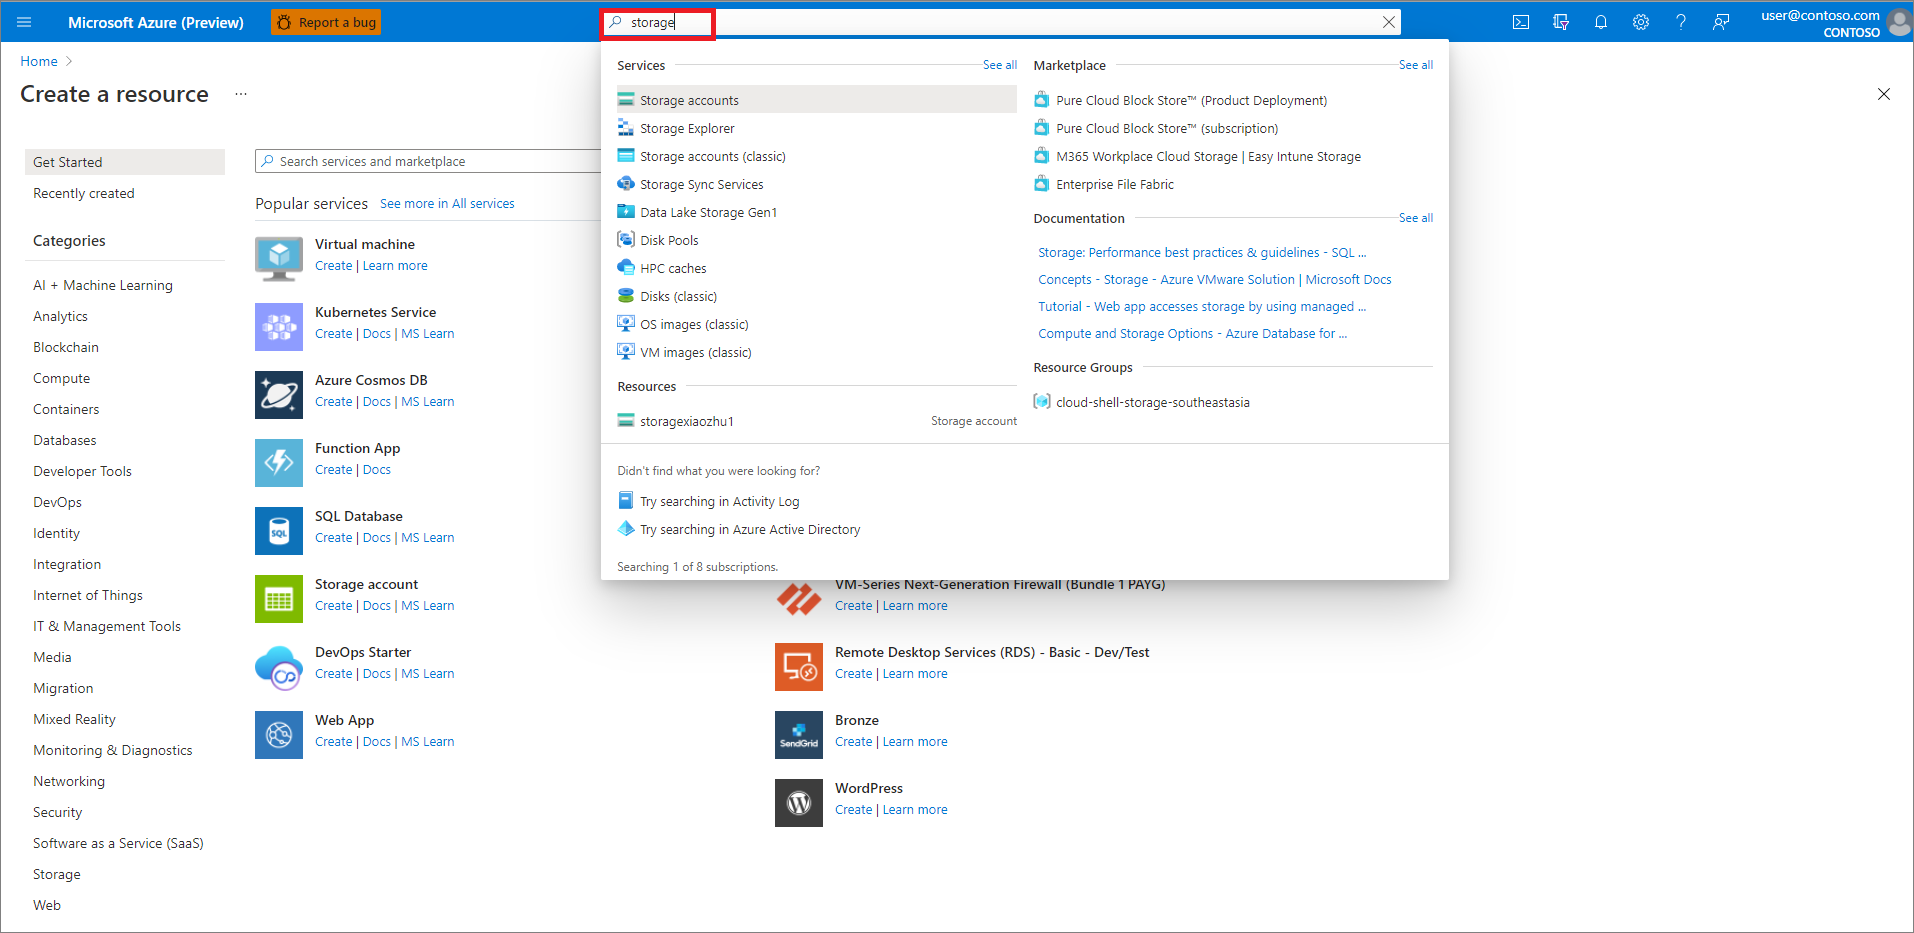 Microsoft Azure (Preview)
Report a bug
storage
user@contoso.com
CONTOSO
Home
Create a resource
...
Get Started
Recently created
Categories
AI + Machine Learning
Analytics
Blockchain
Compute
Containers
Databases
Developer Tools
DevOps
Identity
Integration
Internet of Things
IT & Management Tools
Media
Migration
Mixed Reality
Monitoring & Diagnostics
Networking
Security
Software as a Service (SaaS)
Storage
Web
Search services and marketplace
Popular services See more in All services
Virtual machine
Create | Learn more
Kubernetes Service
Create | Docs | MS Learn
Azure Cosmos DB
Create | Docs | MS Learn
Function App
Create | Docs
SQL
SQL Database
Create | Docs | MS Learn
Storage account
Create | Docs | MS Learn
DevOps Starter
Create | Docs | MS Learn
Web App
Create | Docs | MS Learn
Services See all
Storage accounts
Storage Explorer
Storage accounts (classic)
Storage Sync Services
Data Lake Storage Gen1
Disk Pools
HPC caches
Disks (classic)
OS images (classic)
VM images (classic)
Resources
storagexiaozhu1 Storage account
Marketplace See all
Pure Cloud Block Store™ (Product Deployment)
Pure Cloud Block Store™ (subscription)
M365 Workplace Cloud Storage | Easy Intune Storage
Enterprise File Fabric
Documentation See all
Storage: Performance best practices & guidelines - SQL ...
Concepts - Storage - Azure VMware Solution | Microsoft Docs
Tutorial - Web app accesses storage by using managed ...
Compute and Storage Options - Azure Database for ...
Resource Groups
cloud-shell-storage-southeastasia
Didn't find what you were looking for?
Try searching in Activity Log
Try searching in Azure Active Directory
Searching 1 of 8 subscriptions.
VM-Series Next-Generation Firewall (Bundle 1 PAYG)
Create | Learn more
Remote Desktop Services (RDS) - Basic - Dev/Test
Create | Learn more
SendGrid
Bronze
Create | Learn more
WordPress
Create | Learn more